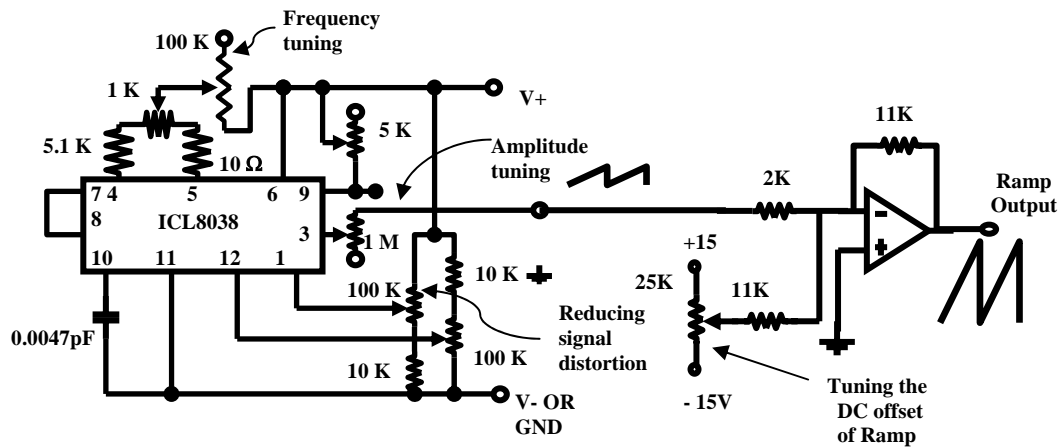 Frequency
tuning
100 K
1 K
V+
5 K
11K
5.1 K
10 Ω
Amplitude
tuning
2K
Ramp
Output
7 4 5 6 9
8
ICL8038
3
10 11 12 1
1 M
-
+
+15
10 K
25K
11K
100 K
Reducing
signal
distortion
0.0047pF
10 K
100 K
- 15V
Tuning the
DC offset
of Ramp
V- OR
GND